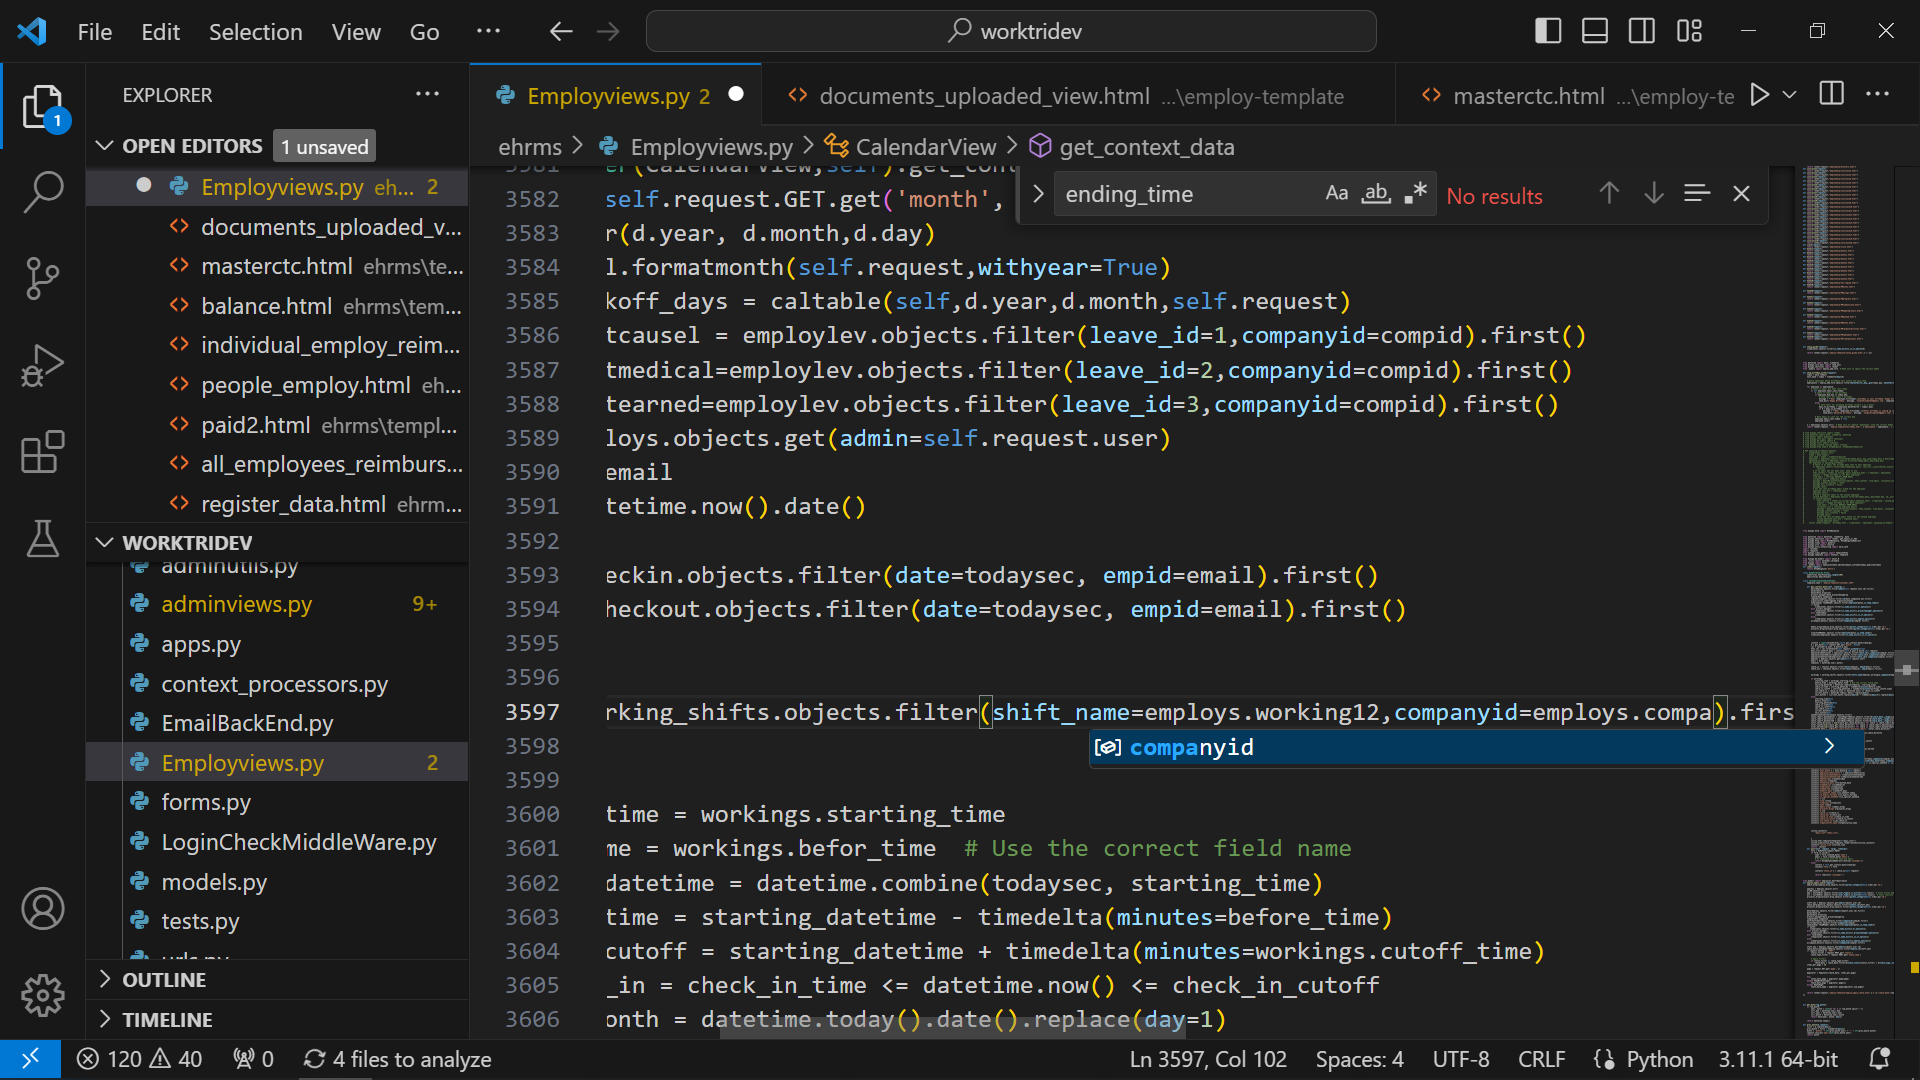 File Edit Selection View Go ... worktridev
EXPLORER ...
OPEN EDITORS 1 unsaved
Employviews.py eh... 2
documents_uploaded_v...
masterctc.html ehrms\te...
balance.html ehrms\tem...
individual_employ_reim...
people_employ.html eh...
paid2.html ehrms\templ...
all_employees_reimburs...
register_data.html ehrm...
WORKTRIDEV
adminutils.py
adminviews.py 9+
apps.py
context_processors.py
EmailBackEnd.py
Employviews.py 2
forms.py
LoginCheckMiddleWare.py
models.py
tests.py
urls.py
OUTLINE
TIMELINE
1
Employviews.py 2 documents_uploaded_view.html ...\employ-template masterctc.html ...\employ-te
ehrms > Employviews.py > CalendarView > get_context_data
ending_time Aa ab .* No results
3581 er(CalendarView,self).get_cont
3582 self.request.GET.get('month',
3583 r(d.year, d.month,d.day)
3584 l.formatmonth(self.request,withyear=True)
3585 koff_days = caltable(self,d.year,d.month,self.request)
3586 tcausel = employlev.objects.filter(leave_id=1,companyid=compid).first()
3587 tmedical=employlev.objects.filter(leave_id=2,companyid=compid).first()
3588 tearned=employlev.objects.filter(leave_id=3,companyid=compid).first()
3589 loys.objects.get(admin=self.request.user)
3590 email
3591 tetime.now().date()
3592
3593 eckin.objects.filter(date=todaysec, empid=email).first()
3594 heckout.objects.filter(date=todaysec, empid=email).first()
3595
3596
3597 rking_shifts.objects.filter(shift_name=employs.working12,companyid=employs.compa).firs
3598
companyid
3599
3600 time = workings.starting_time
3601 me = workings.befor_time # Use the correct field name
3602 datetime = datetime.combine(todaysec, starting_time)
3603 time = starting_datetime - timedelta(minutes=before_time)
3604 cutoff = starting_datetime + timedelta(minutes=workings.cutoff_time)
3605 _in = check_in_time <= datetime.now() <= check_in_cutoff
3606 onth = datetime.today().date().replace(day=1)
120 40 0 4 files to analyze Ln 3597, Col 102 Spaces: 4 UTF-8 CRLF {} Python 3.11.1 64-bit